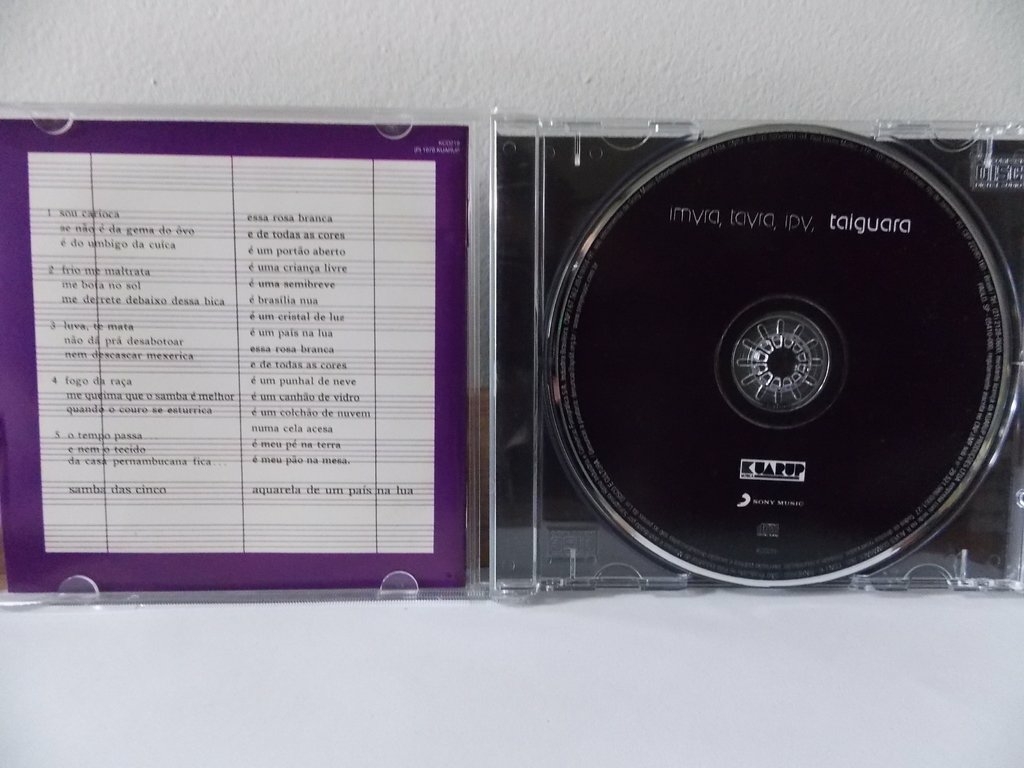 KCD219
(P) 1976 KUARUP
1 sou carioca
se não é da gema do ôvo
é do umbigo da cuíca
2 frio me maltrata
me bota no sol
me derrete debaixo dessa bica
3 luva, te mata
não dá prá desabotoar
nem descascar mexerica
4 fogo da raça
me queima que o samba é melhor
quando o couro se esturrica
5 o tempo passa...
e nem o tecido
da casa pernambucana fica...
samba das cinco
essa rosa branca
e de todas as cores
é um portão aberto
é uma criança livre
é uma semibreve
é brasília nua
é um cristal de luz
é um país na lua
essa rosa branca
e de todas as cores
é um punhal de neve
é um canhão de vidro
é um colchão de nuvem
numa cela acesa
é meu pé na terra
é meu pão na mesa.
aquarela de um país na lua
imyra, tayra, ipy, taiguara
KUARUP
SONY MUSIC
DISC